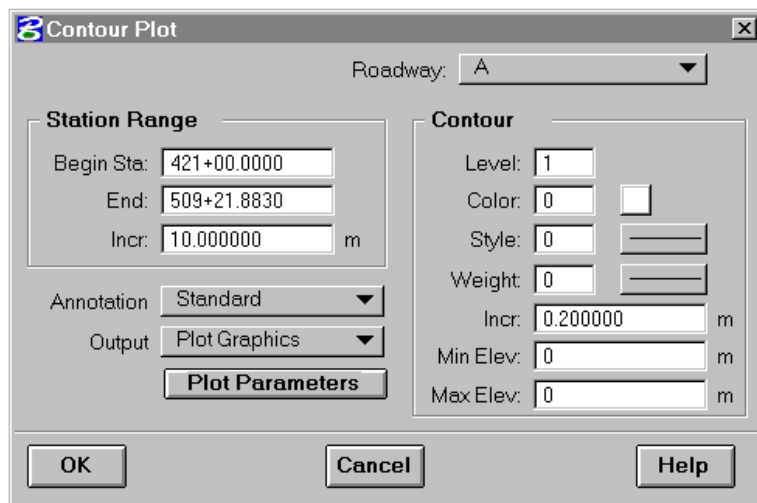 Contour Plot
Roadway: A
Station Range
Begin Sta: 421+00.0000
End: 509+21.8830
Incr: 10.000000 m
Annotation Standard
Output Plot Graphics
Plot Parameters
Contour
Level: 1
Color: 0
Style: 0
Weight: 0
Incr: 0.200000 m
Min Elev: 0 m
Max Elev: 0 m
OK Cancel Help